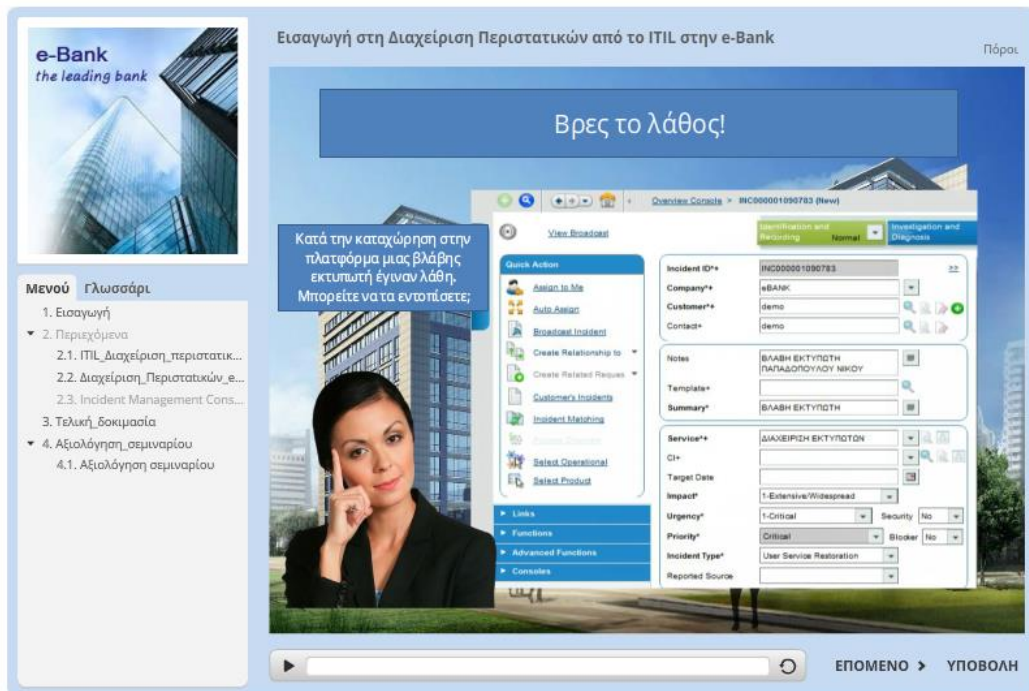 e-Bank
the leading bank
Εισαγωγή στη Διαχείριση Περιστατικών από το ITIL στην e-Bank
Πόροι
Μενού Γλωσσάρι
1. Εισαγωγή
2. Περιεχόμενα
2.1. ITIL_Διαχείριση_περιστατικ...
2.2. Διαχείριση_Περιστατικών_e...
2.3. Incident Management Cons...
3. Τελική_δοκιμασία
4. Αξιολόγηση_σεμιναρίου
4.1. Αξιολόγηση σεμιναρίου
Βρες το λάθος!
Κατά την καταχώρηση στην
πλατφόρμα μιας βλάβης
εκτυπωτή έγιναν λάθη.
Μπορείτε να τα εντοπίσετε;
Overview Console > INC000001090783 (New)
View Broadcast
Identification and
Recording Normal
Investigation and
Diagnosis
Quick Action
Assign to Me
Auto Assign
Broadcast Incident
Create Relationship to
Create Related Reques
Customer's Incidents
Incident Matching
Select Operational
Select Product
Links
Functions
Advanced Functions
Consoles
Incident ID*+ INC000001090783 >>
Company*+ eBANK
Customer*+ demo
Contact+ demo
Notes ΒΛΑΒΗ ΕΚΤΥΠΩΤΗ
ΠΑΠΑΔΟΠΟΥΛΟΥ ΝΙΚΟΥ
Template+
Summary* ΒΛΑΒΗ ΕΚΤΥΠΩΤΗ
Service*+ ΔΙΑΧΕΙΡΙΣΗ ΕΚΤΥΠΩΤΩΝ
CI+
Target Date
Impact* 1-Extensive/Widespread
Urgency* 1-Critical Security No
Priority* Critical Blocker No
Incident Type* User Service Restoration
Reported Source
ΕΠΟΜΕΝΟ > ΥΠΟΒΟΛΗ